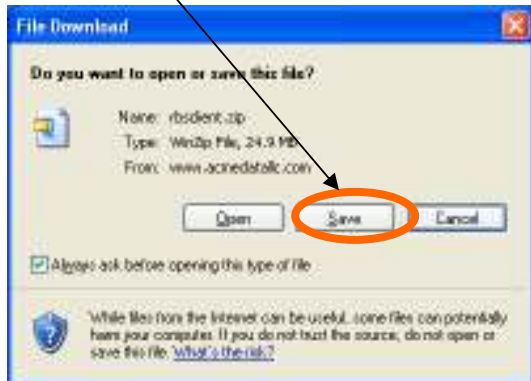 File Download
Do you want to open or save this file?
Name: rbsclient.zip
Type: WinZip File, 24.9 MB
From: www.acmedatallc.com
Open Save Cancel
Always ask before opening this type of file
While files from the Internet can be useful, some files can potentially
harm your computer. If you do not trust the source, do not open or
save this file. What's the risk?